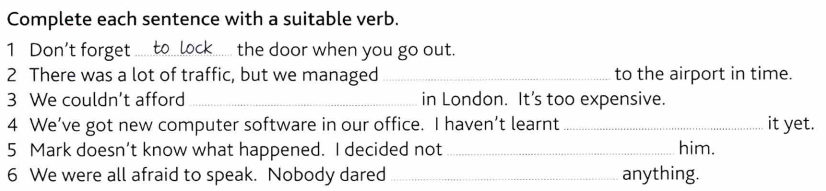 Complete each sentence with a suitable verb.
1 Don't forget to lock the door when you go out.
2 There was a lot of traffic, but we managed ........ to the airport in time.
3 We couldn't afford ........ in London. It's too expensive.
4 We've got new computer software in our office. I haven't learnt ........ it yet.
5 Mark doesn't know what happened. I decided not ........ him.
6 We were all afraid to speak. Nobody dared ........ anything.